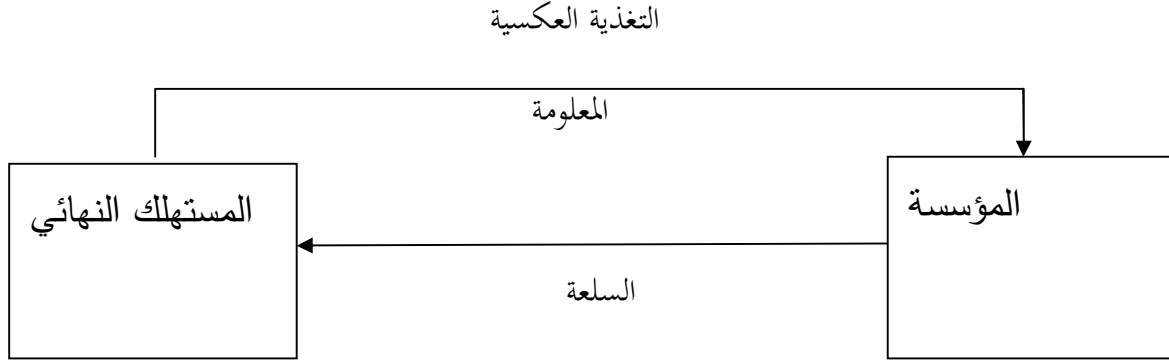 التغذية العكسية
المعلومة
المؤسسة
المستهلك النهائي
السلعة